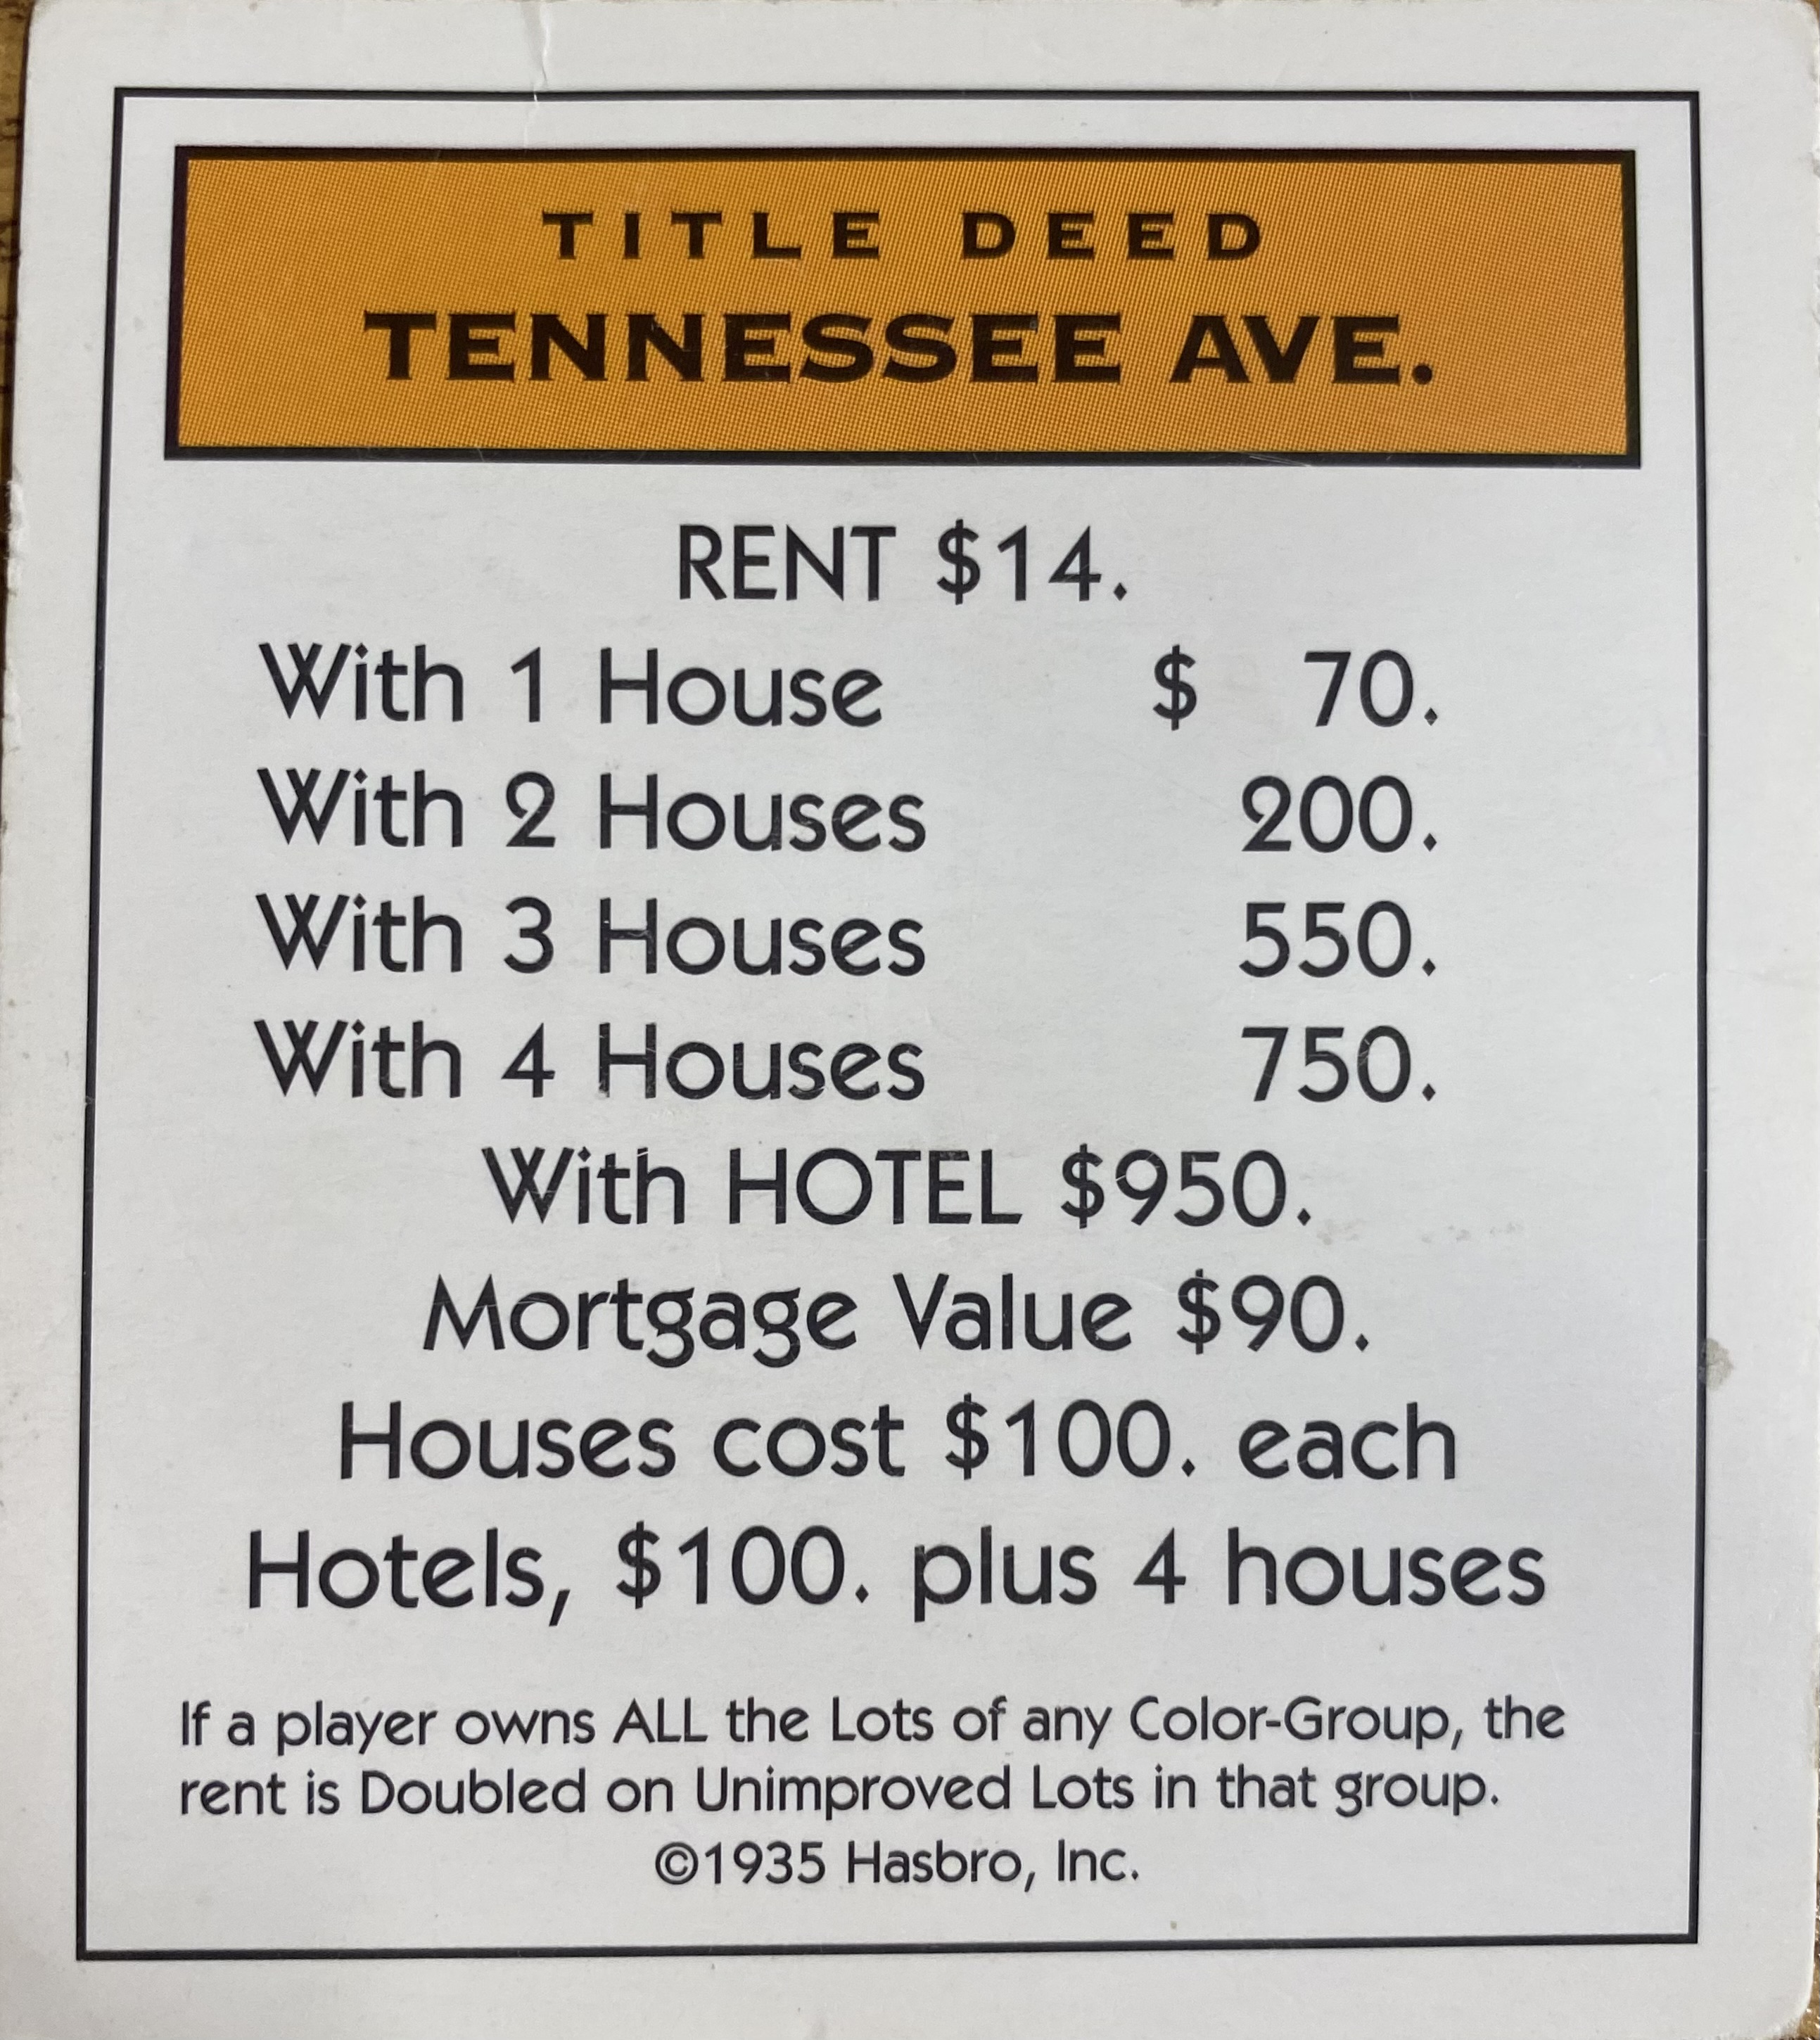 TITLE DEED
TENNESSEE AVE.
RENT $14.
With 1 House $ 70.
With 2 Houses 200.
With 3 Houses 550.
With 4 Houses 750.
With HOTEL $950.
Mortgage Value $90.
Houses cost $100. each
Hotels, $100. plus 4 houses
If a player owns ALL the Lots of any Color-Group, the
rent is Doubled on Unimproved Lots in that group.
©1935 Hasbro, Inc.